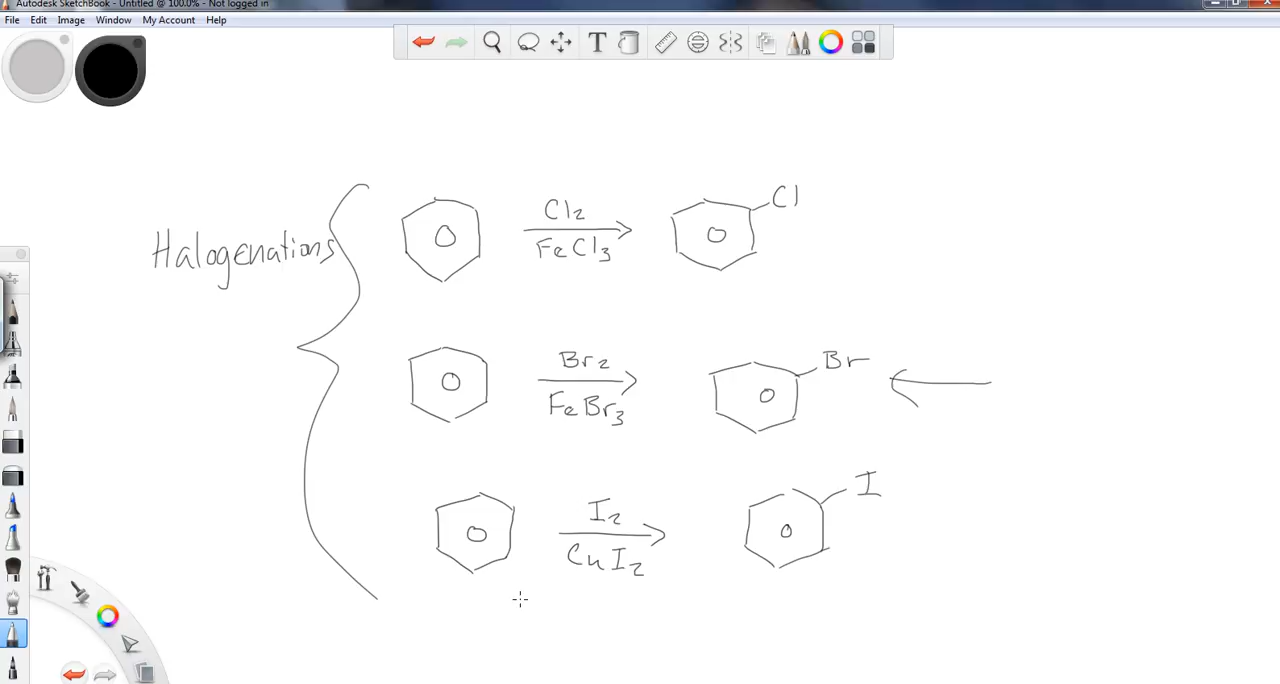 Autodesk SketchBook - Untitled @ 100.0% - Not logged in
File Edit Image Window My Account Help
T
Halogenations
Cl2
FeCl3
Cl
Br2
FeBr3
Br
I2
CuI2
I